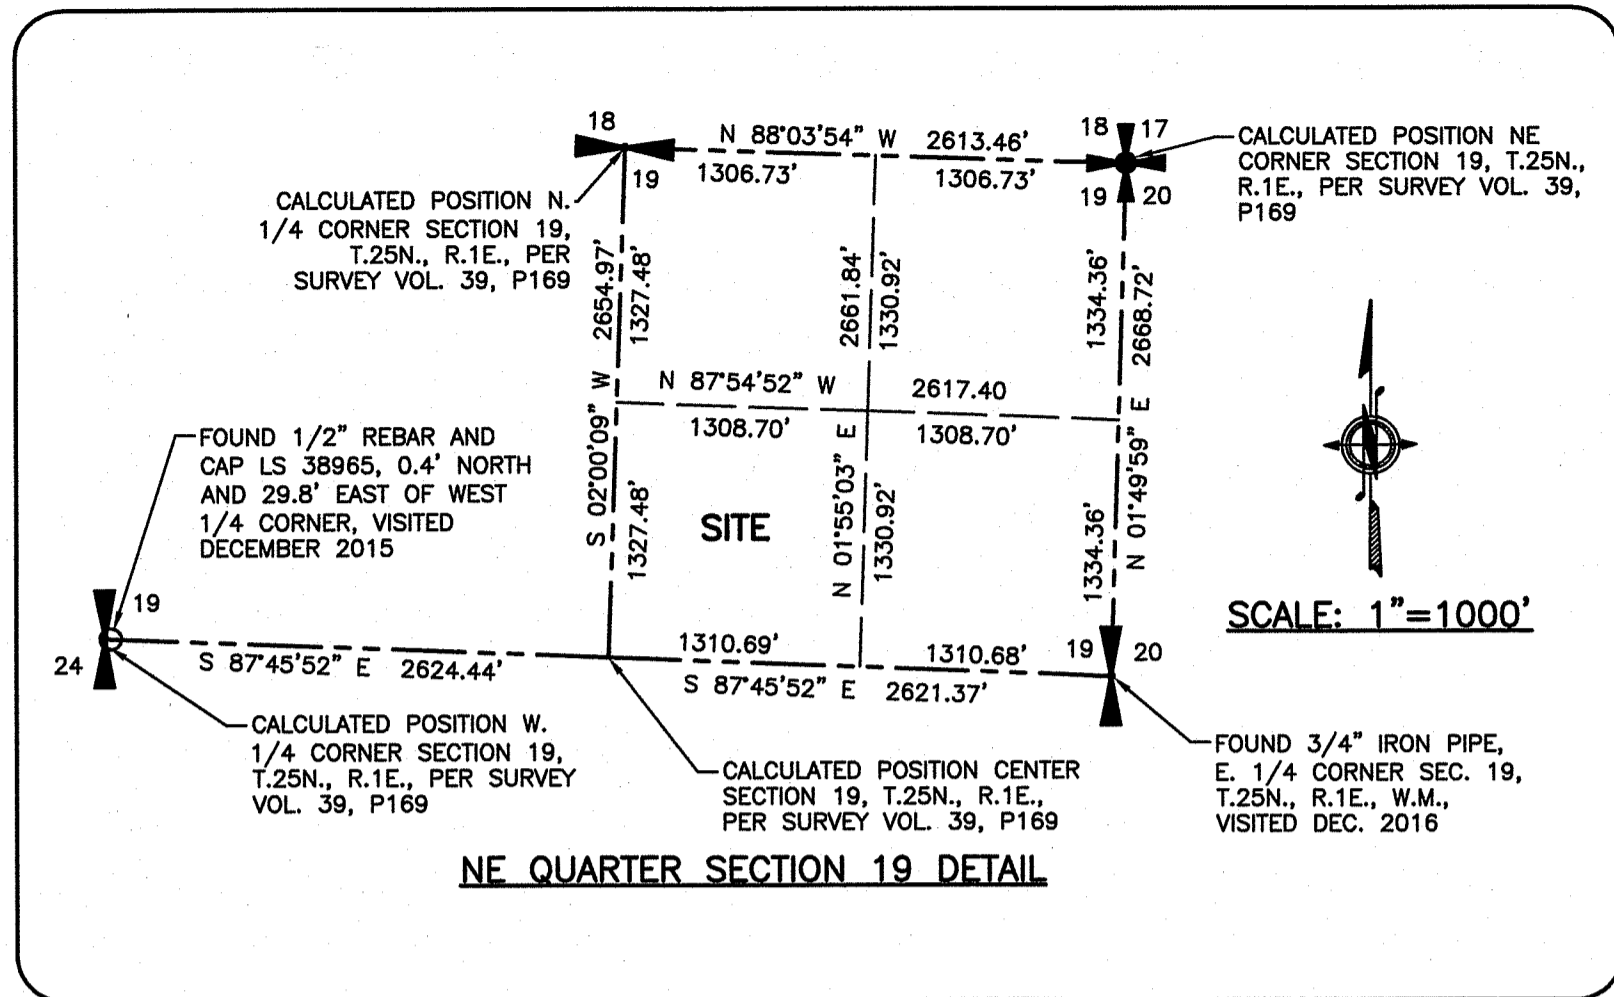 18
N 88°03'54" W 2613.46'
18 17
1306.73'
1306.73'
19
19 20
CALCULATED POSITION NE
CORNER SECTION 19, T.25N.,
R.1E., PER SURVEY VOL. 39,
P169
CALCULATED POSITION N.
1/4 CORNER SECTION 19,
T.25N., R.1E., PER
SURVEY VOL. 39, P169
S 02°00'09" W 2654.97'
1327.48'
2661.84'
1330.92'
1334.36'
N 01°49'59" E 2668.72'
N 87°54'52" W 2617.40
1308.70'
1308.70'
FOUND 1/2" REBAR AND
CAP LS 38965, 0.4' NORTH
AND 29.8' EAST OF WEST
1/4 CORNER, VISITED
DECEMBER 2015
1327.48'
SITE
N 01°55'03" E
1330.92'
1334.36'
SCALE: 1"=1000'
19
24
S 87°45'52" E 2624.44'
1310.69'
1310.68'
S 87°45'52" E 2621.37'
19 20
CALCULATED POSITION W.
1/4 CORNER SECTION 19,
T.25N., R.1E., PER SURVEY
VOL. 39, P169
CALCULATED POSITION CENTER
SECTION 19, T.25N., R.1E.,
PER SURVEY VOL. 39, P169
FOUND 3/4" IRON PIPE,
E. 1/4 CORNER SEC. 19,
T.25N., R.1E., W.M.,
VISITED DEC. 2016
NE QUARTER SECTION 19 DETAIL